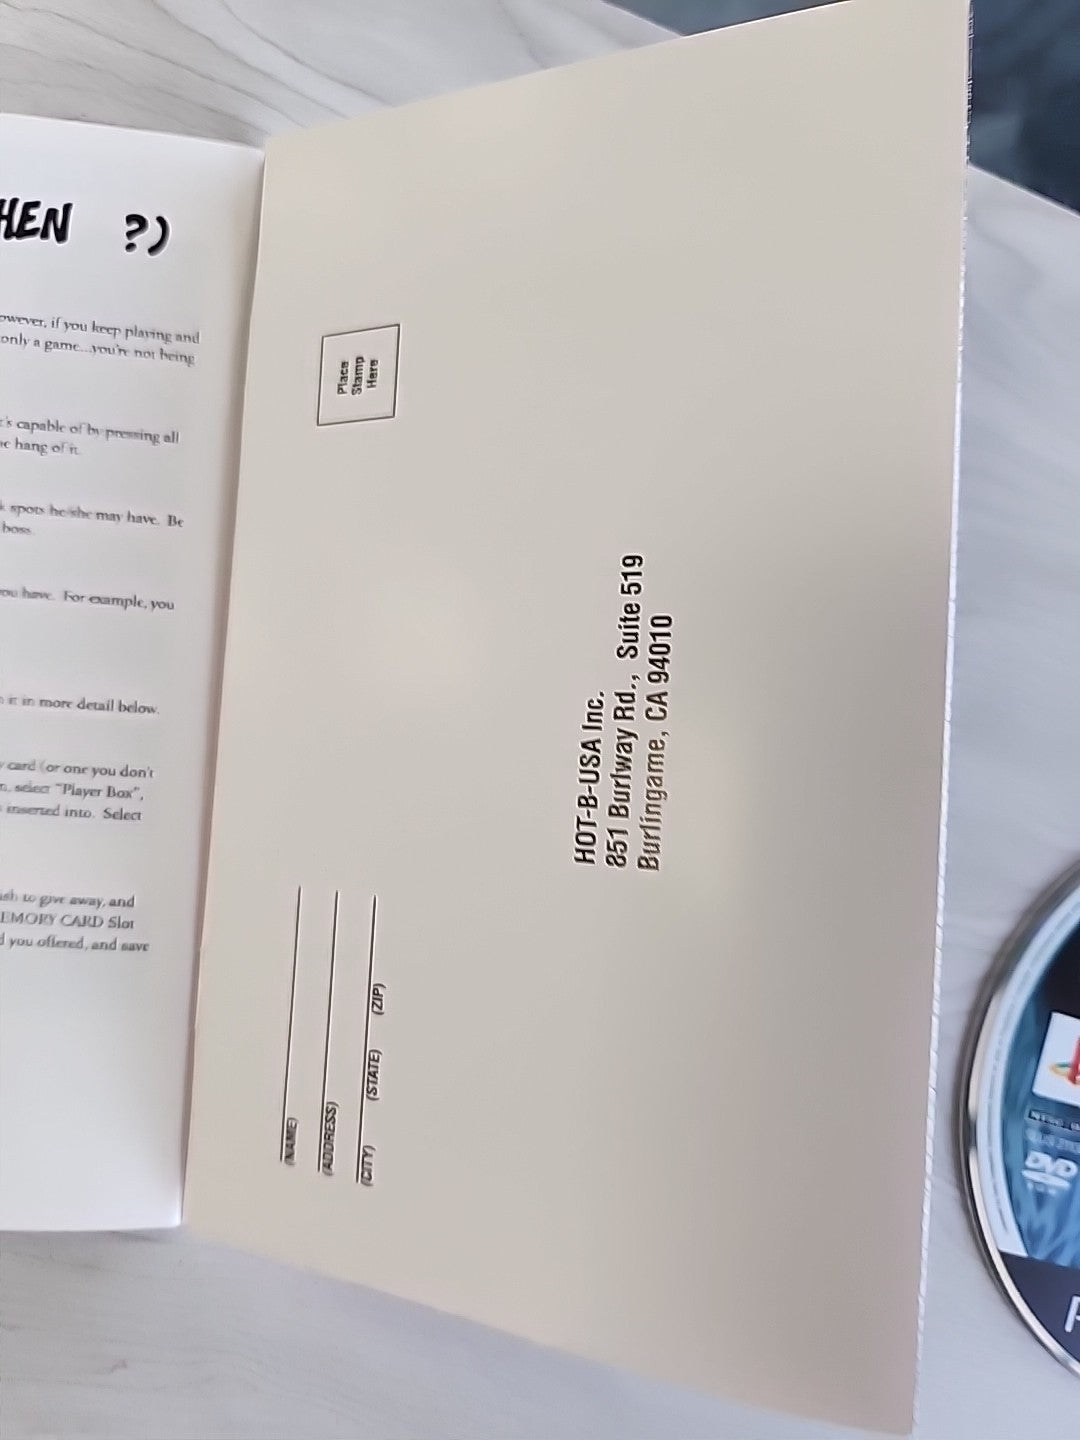 HEN ?)
owever, if you keep playing and
only a game...you're not being
's capable of by pressing all
hang of it.
spots he/she may have. Be
boss.
ou have. For example, you
it in more detail below.
card (or one you don't
select "Player Box",
inserted into. Select
to give away, and
EMORY CARD Slot
you offered, and save
Place
Stamp
Here
HOT-B-USA Inc.
851 Burlway Rd., Suite 519
Burlingame, CA 94010
(NAME)
(ADDRESS)
(CITY) (STATE) (ZIP)
DVD